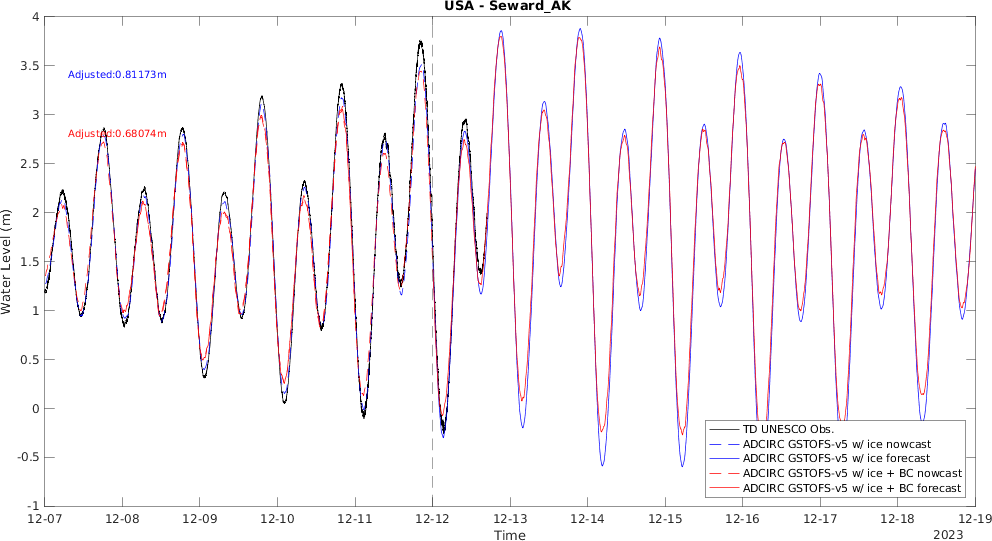 USA - Seward_AK
Water Level (m)
4
3.5
3
2.5
2
1.5
1
0.5
0
-0.5
-1
Adjusted:0.81173m
Adjusted:0.68074m
TD UNESCO Obs.
ADCIRC GSTOFS-v5 w/ ice nowcast
ADCIRC GSTOFS-v5 w/ ice forecast
ADCIRC GSTOFS-v5 w/ ice + BC nowcast
ADCIRC GSTOFS-v5 w/ ice + BC forecast
12-07 12-08 12-09 12-10 12-11 12-12 12-13 12-14 12-15 12-16 12-17 12-18 12-19
Time
2023